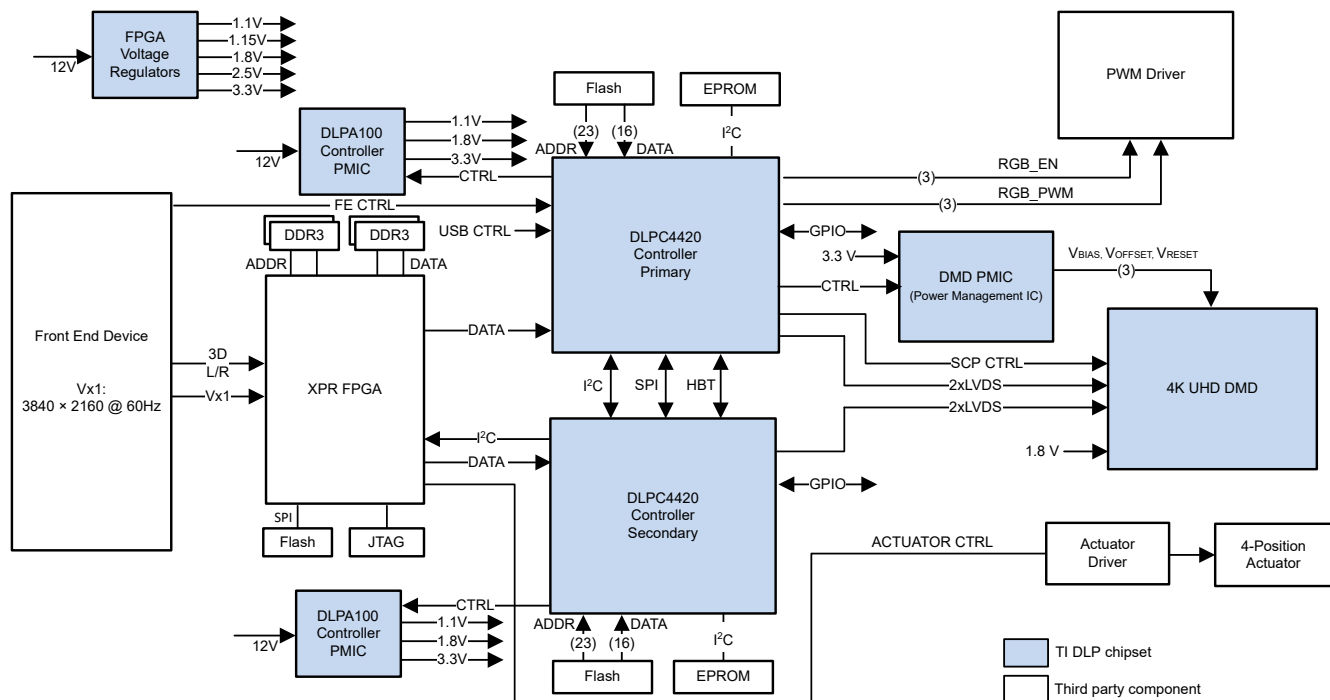 FPGA
Voltage
Regulators
12V
1.1V
1.15V
1.8V
2.5V
3.3V
DLPA100
Controller
PMIC
12V
1.1V
1.8V
3.3V
CTRL
Flash
(23)
(16)
ADDR
DATA
EPROM
I²C
PWM Driver
RGB_EN
(3)
RGB_PWM
(3)
FE CTRL
USB CTRL
DLPC4420
Controller
Primary
GPIO
3.3 V
CTRL
DMD PMIC
(Power Management IC)
VBIAS, VOFFSET, VRESET
(3)
DDR3
DDR3
ADDR
DATA
Front End Device
Vx1:
3840 × 2160 @ 60Hz
3D
L/R
Vx1
XPR FPGA
DATA
I²C
SPI
HBT
SCP CTRL
2xLVDS
2xLVDS
4K UHD DMD
1.8 V
I²C
DATA
DLPC4420
Controller
Secondary
GPIO
SPI
Flash
JTAG
ACTUATOR CTRL
Actuator
Driver
4-Position
Actuator
DLPA100
Controller
PMIC
12V
CTRL
1.1V
1.8V
3.3V
ADDR
DATA
(23)
(16)
Flash
I²C
EPROM
TI DLP chipset
Third party component